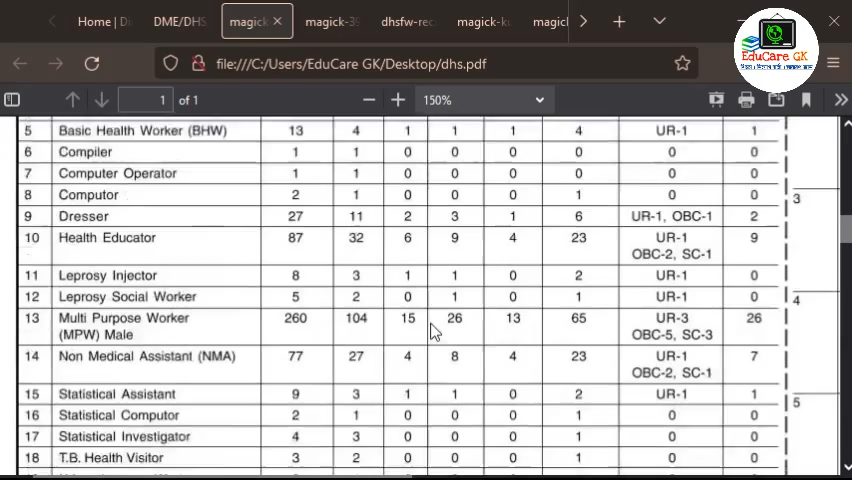 Home | Di
DME/DHS
magick
magick-39
dhsfw-rec
magick-ku
magicl
file:///C:/Users/EduCare GK/Desktop/dhs.pdf
EduCare GK
1 of 1
150%
5 Basic Health Worker (BHW) 13 4 1 1 1 4 UR-1 1
6 Compiler 1 1 0 0 0 0 0 0
7 Computer Operator 1 1 0 0 0 0 0 0
8 Computor 2 1 0 0 0 1 0 0
9 Dresser 27 11 2 3 1 6 UR-1, OBC-1 2
10 Health Educator 87 32 6 9 4 23 UR-1 9
OBC-2, SC-1
11 Leprosy Injector 8 3 1 1 0 2 UR-1 0
12 Leprosy Social Worker 5 2 0 1 0 1 UR-1 0
13 Multi Purpose Worker 260 104 15 26 13 65 UR-3 26
(MPW) Male OBC-5, SC-3
14 Non Medical Assistant (NMA) 77 27 4 8 4 23 UR-1 7
OBC-2, SC-1
15 Statistical Assistant 9 3 1 1 0 2 UR-1 1
16 Statistical Computor 2 1 0 0 0 1 0 0
17 Statistical Investigator 4 3 0 0 0 1 0 0
18 T.B. Health Visitor 3 2 0 0 0 1 0 0
3
4
5